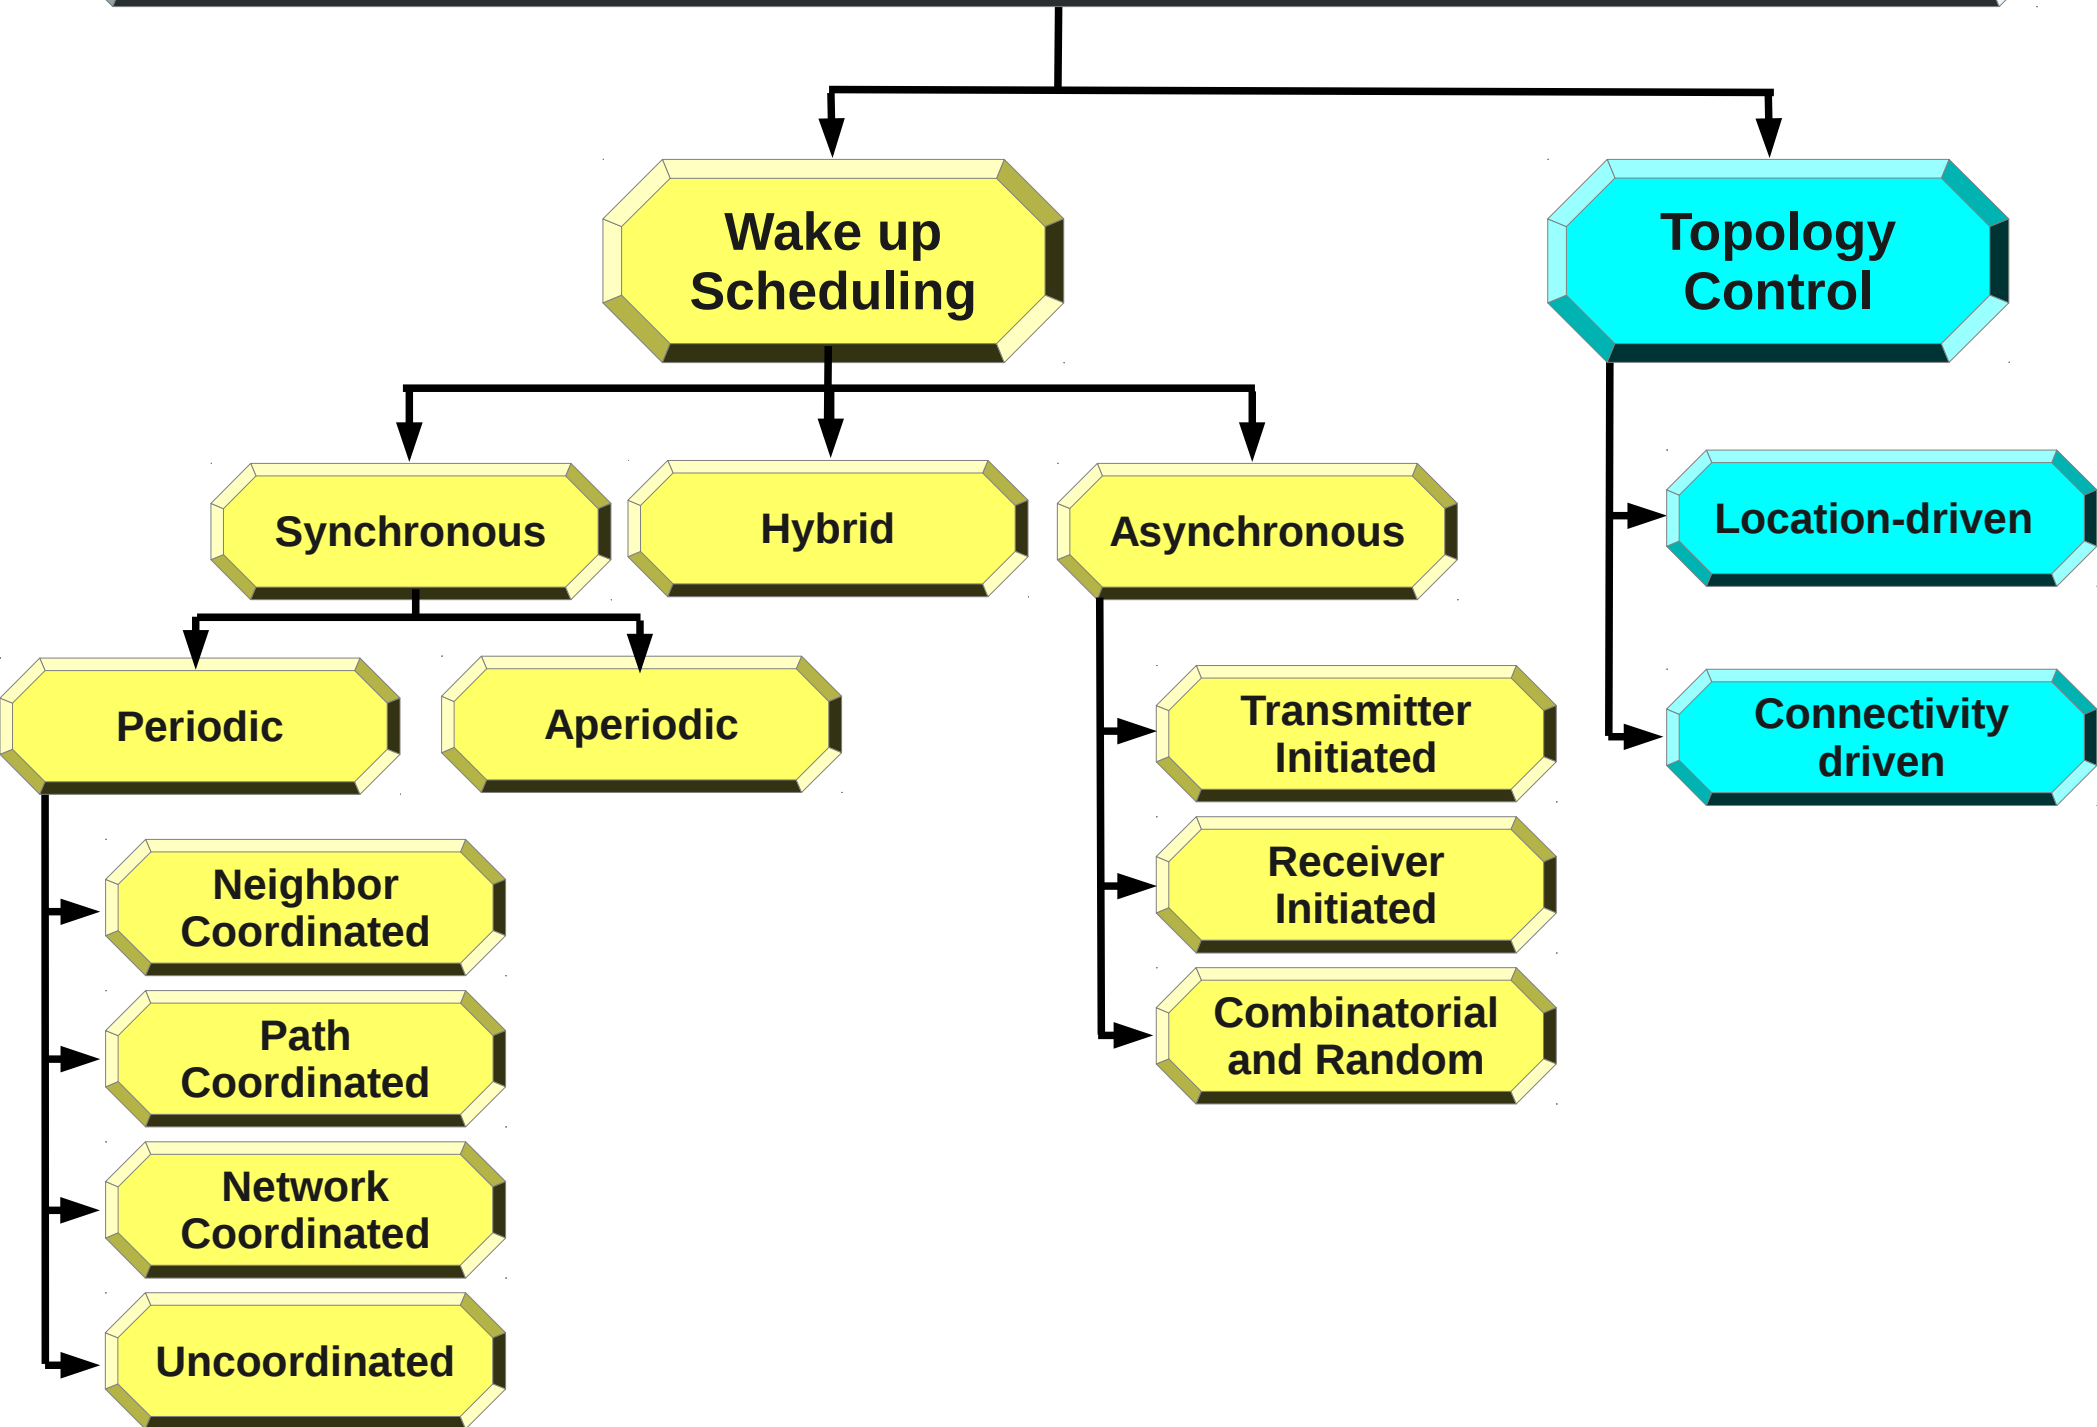 Wake up
Scheduling
Topology
Control
Synchronous
Hybrid
Asynchronous
Location-driven
Periodic
Aperiodic
Transmitter
Initiated
Connectivity
driven
Neighbor
Coordinated
Receiver
Initiated
Path
Coordinated
Combinatorial
and Random
Network
Coordinated
Uncoordinated